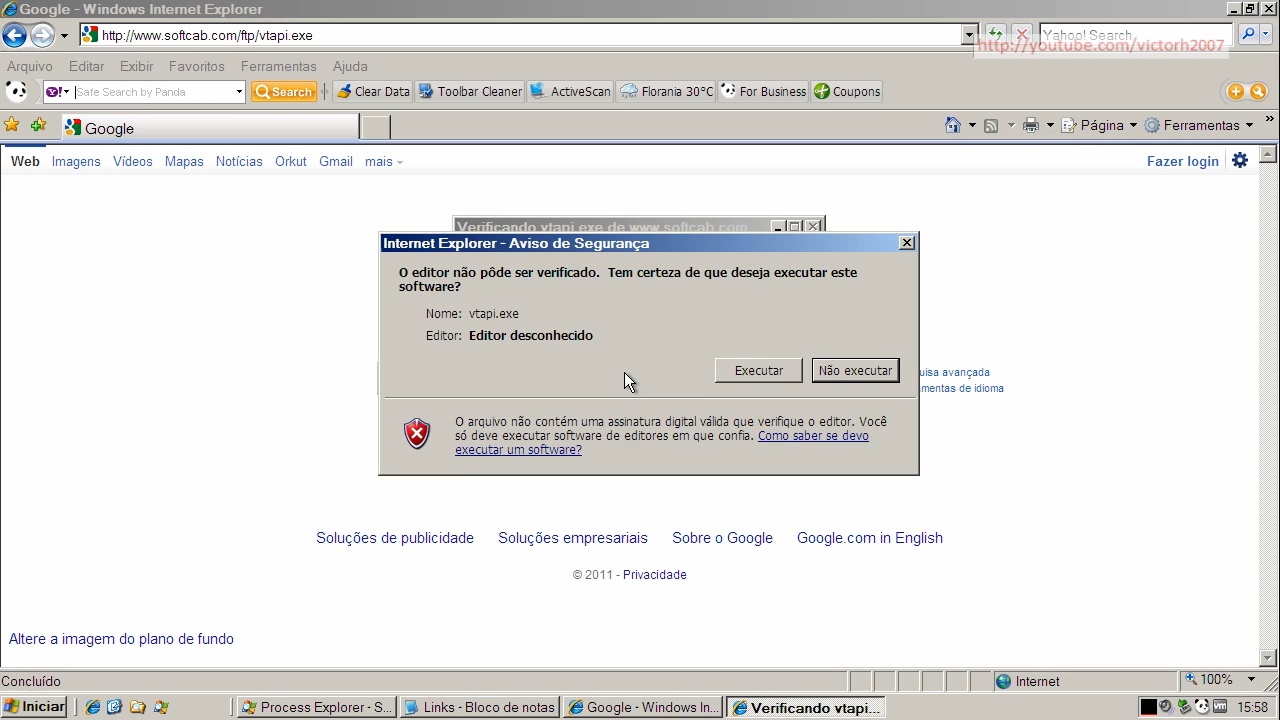 Google - Windows Internet Explorer
http://www.softcab.com/ftp/vtapi.exe
Yahoo! Search
http://youtube.com/victorh2007
Arquivo Editar Exibir Favoritos Ferramentas Ajuda
Y! Safe Search by Panda Search Clear Data Toolbar Cleaner ActiveScan Florania 30°C For Business Coupons
Google
Página Ferramentas
Web Imagens Vídeos Mapas Notícias Orkut Gmail mais
Fazer login
Verificando vtapi.exe de www.softcab.com
Internet Explorer - Aviso de Segurança
O editor não pôde ser verificado. Tem certeza de que deseja executar este
software?
Nome: vtapi.exe
Editor: Editor desconhecido
Executar Não executar
O arquivo não contém uma assinatura digital válida que verifique o editor. Você
só deve executar software de editores em que confia. Como saber se devo
executar um software?
uisa avançada
mentas de idioma
Soluções de publicidade Soluções empresariais Sobre o Google Google.com in English
© 2011 - Privacidade
Altere a imagem do plano de fundo
Concluído
Internet
100%
Iniciar
Process Explorer - S...
Links - Bloco de notas
Google - Windows In...
Verificando vtapi...
vm
15:58